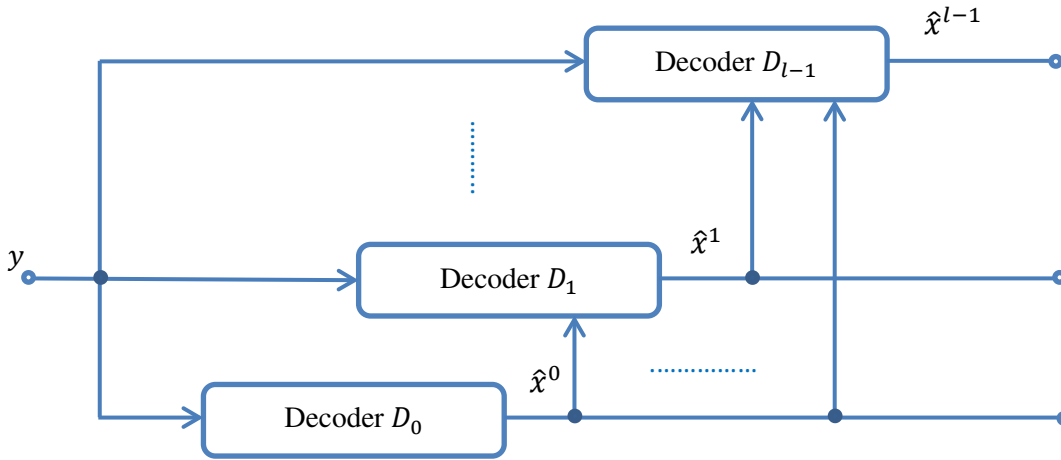 x̂^{l−1}
Decoder D_{l−1}
y
x̂^1
Decoder D_1
x̂^0
Decoder D_0